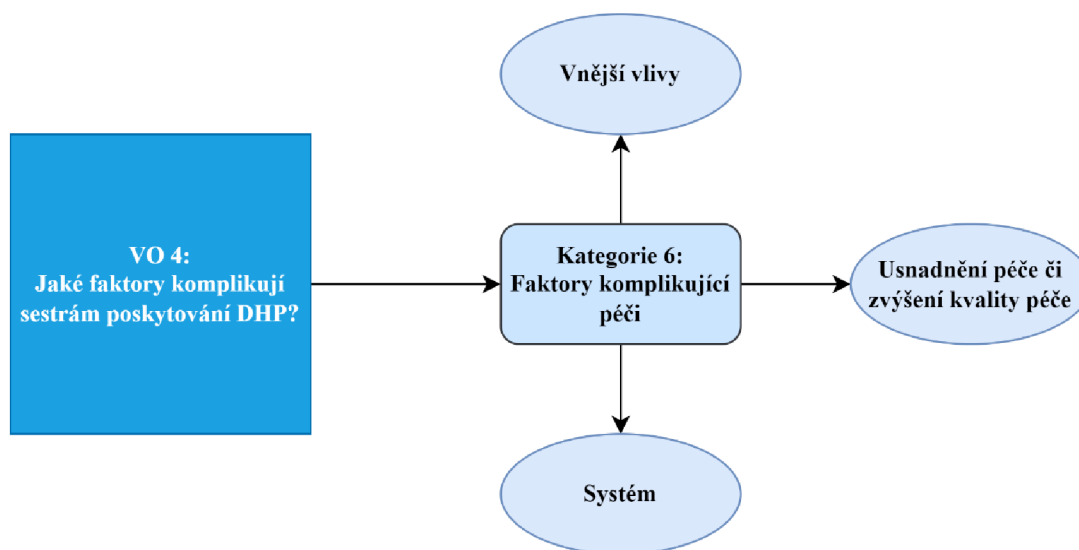 Vnější vlivy
VO 4:
Jaké faktory komplikují
sestrám poskytování DHP?
Kategorie 6:
Faktory komplikující
péči
Usnadnění péče či
zvýšení kvality péče
Systém